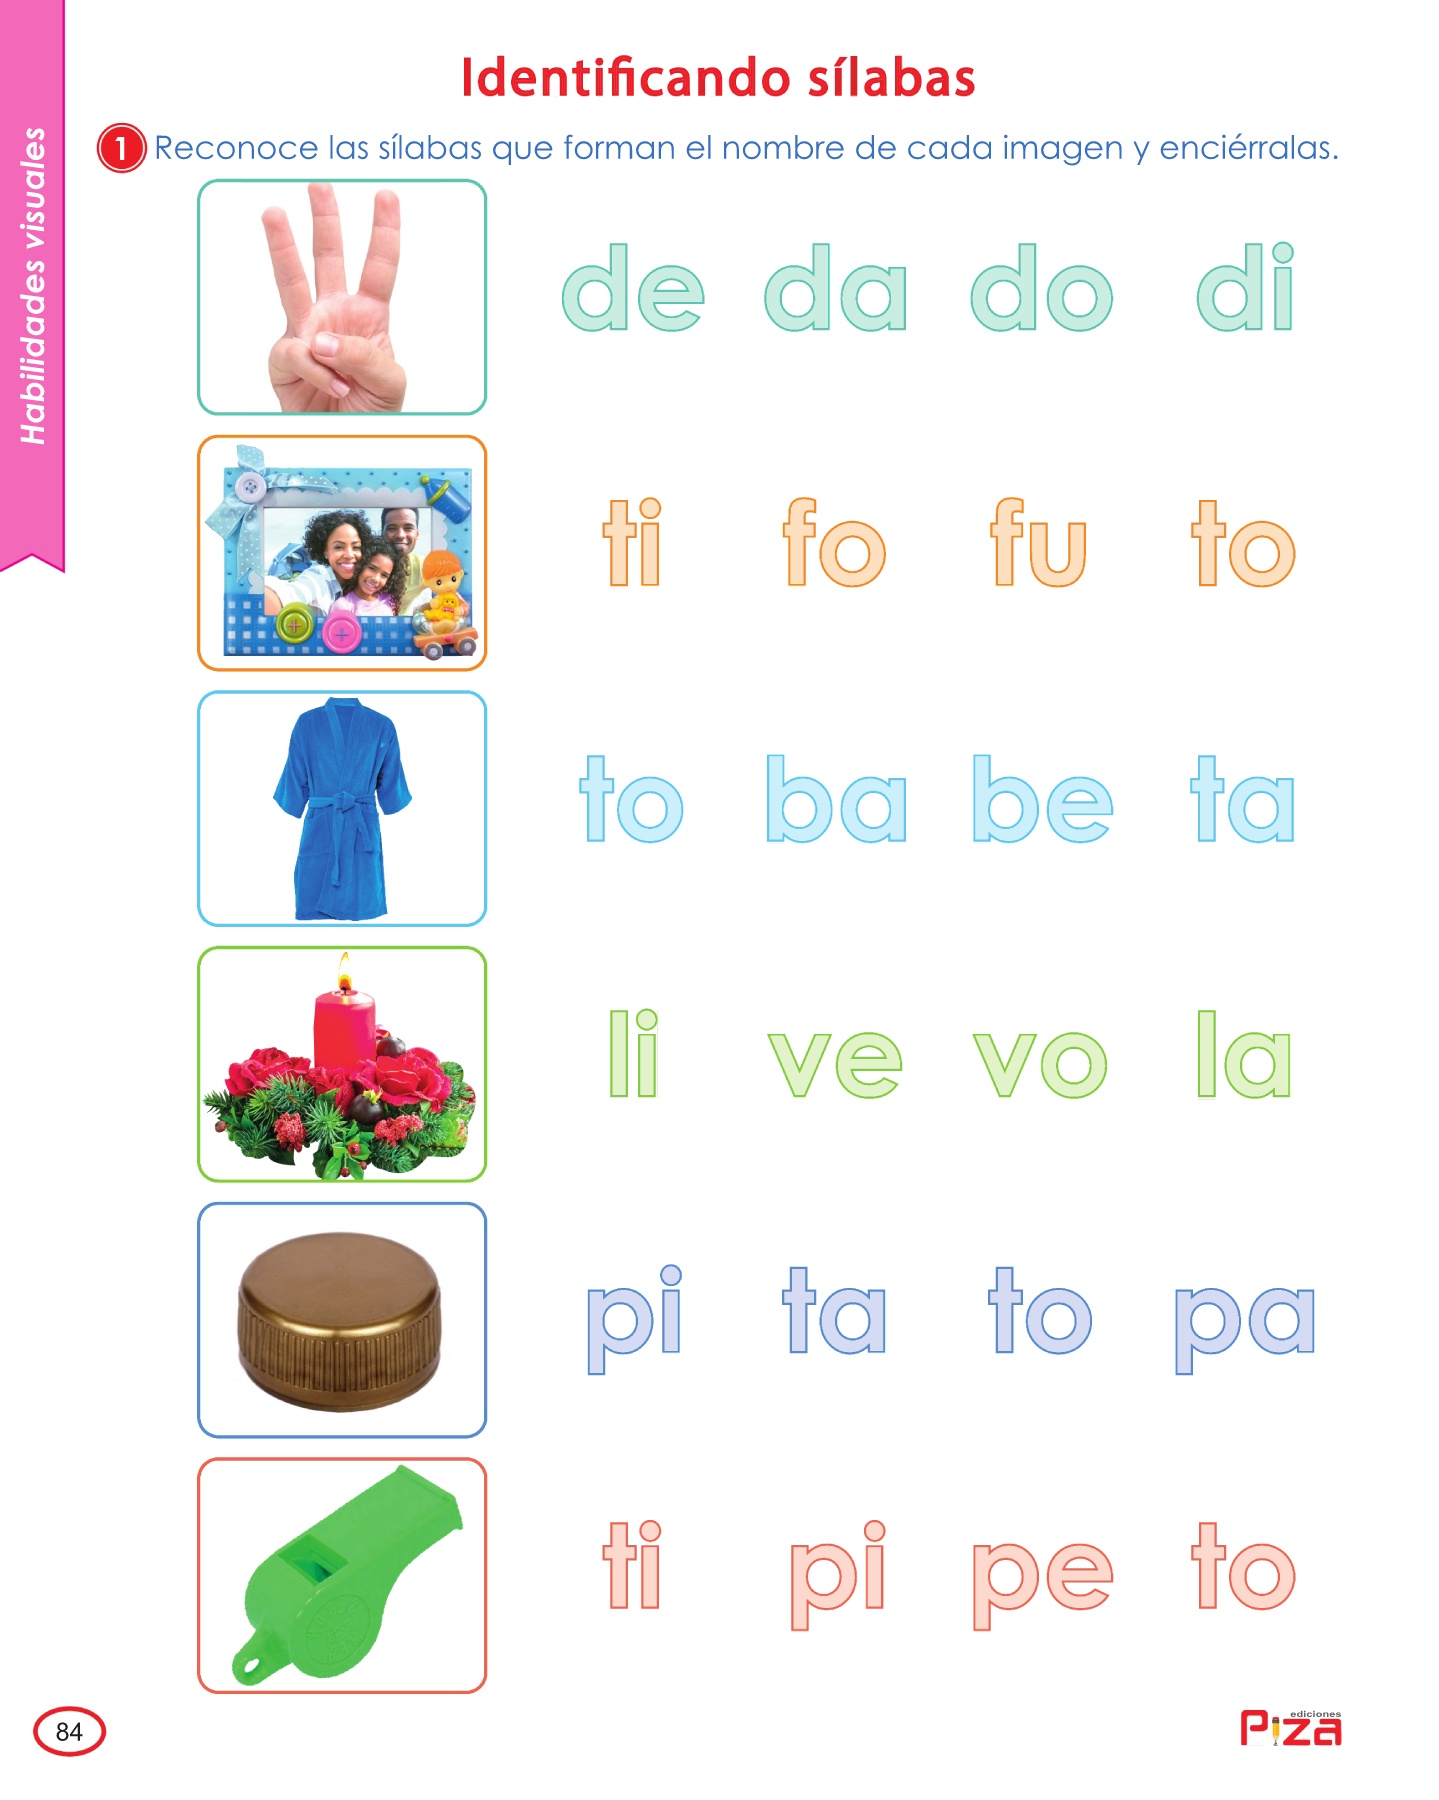 Identificando sílabas
Habilidades visuales
1 Reconoce las sílabas que forman el nombre de cada imagen y enciérralas.
de da do di
ti fo fu to
to ba be ta
li ve vo la
pi ta to pa
ti pi pe to
84
ediciones
Piza